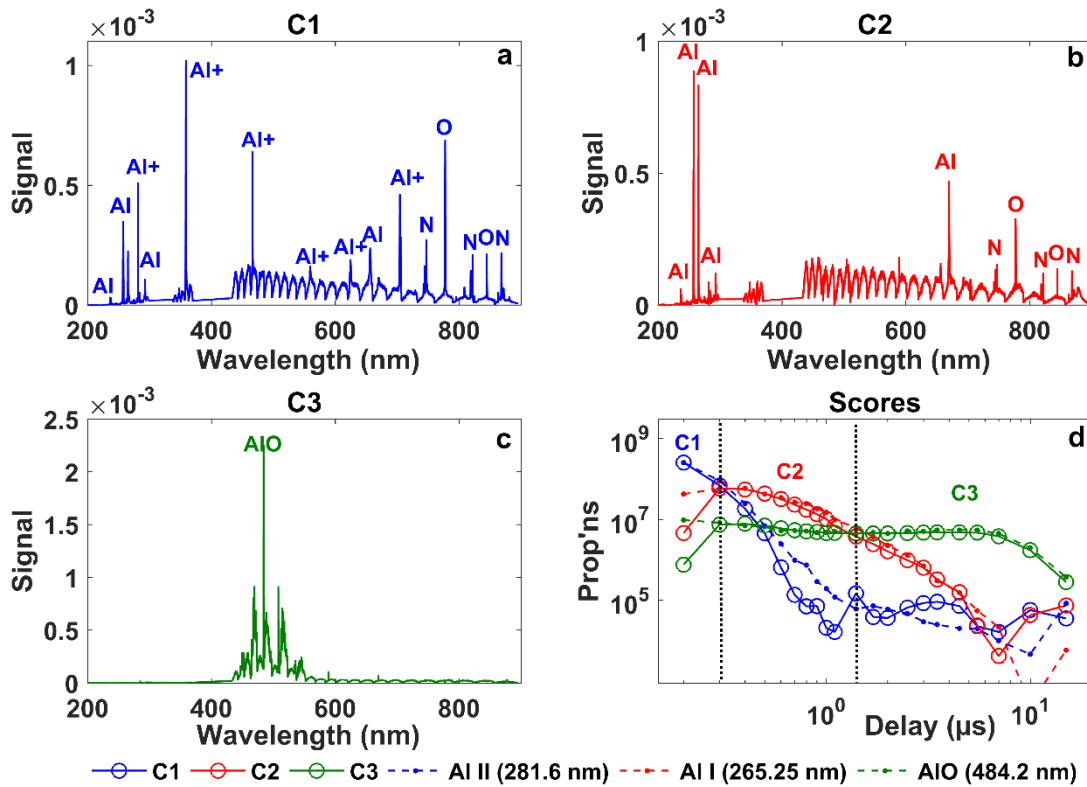 ×10⁻³
C1
a
1
0.5
0
Signal
Al
Al
Al+
Al
Al+
Al+
Al+
Al+
Al
Al+
N
O
N
O
N
200
400
600
800
Wavelength (nm)
×10⁻³
C2
b
1
0.5
0
Signal
Al
Al
Al
Al
Al
N
O
N
O
N
200
400
600
800
Wavelength (nm)
×10⁻³
C3
c
2.5
2
1.5
1
0.5
0
Signal
AlO
200
400
600
800
Wavelength (nm)
Scores
d
10⁹
10⁷
10⁵
Prop'ns
C1
C2
C3
10⁰
10¹
Delay (µs)
C1 C2 C3 Al II (281.6 nm) Al I (265.25 nm) AlO (484.2 nm)